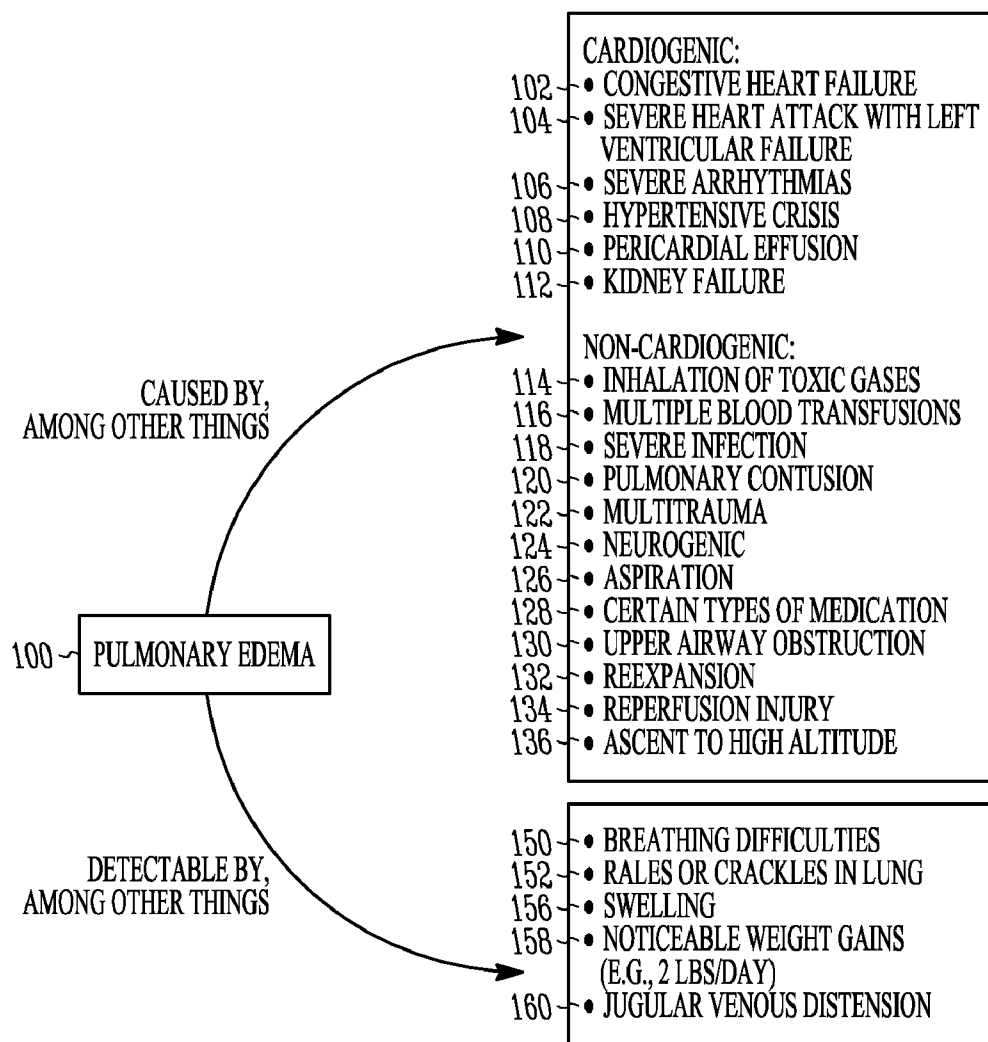 CARDIOGENIC:
102 • CONGESTIVE HEART FAILURE
104 • SEVERE HEART ATTACK WITH LEFT
VENTRICULAR FAILURE
106 • SEVERE ARRHYTHMIAS
108 • HYPERTENSIVE CRISIS
110 • PERICARDIAL EFFUSION
112 • KIDNEY FAILURE
NON-CARDIOGENIC:
114 • INHALATION OF TOXIC GASES
116 • MULTIPLE BLOOD TRANSFUSIONS
118 • SEVERE INFECTION
120 • PULMONARY CONTUSION
122 • MULTITRAUMA
124 • NEUROGENIC
126 • ASPIRATION
128 • CERTAIN TYPES OF MEDICATION
130 • UPPER AIRWAY OBSTRUCTION
132 • REEXPANSION
134 • REPERFUSION INJURY
136 • ASCENT TO HIGH ALTITUDE
CAUSED BY,
AMONG OTHER THINGS
100 PULMONARY EDEMA
DETECTABLE BY,
AMONG OTHER THINGS
150 • BREATHING DIFFICULTIES
152 • RALES OR CRACKLES IN LUNG
156 • SWELLING
158 • NOTICEABLE WEIGHT GAINS
(E.G., 2 LBS/DAY)
160 • JUGULAR VENOUS DISTENSION